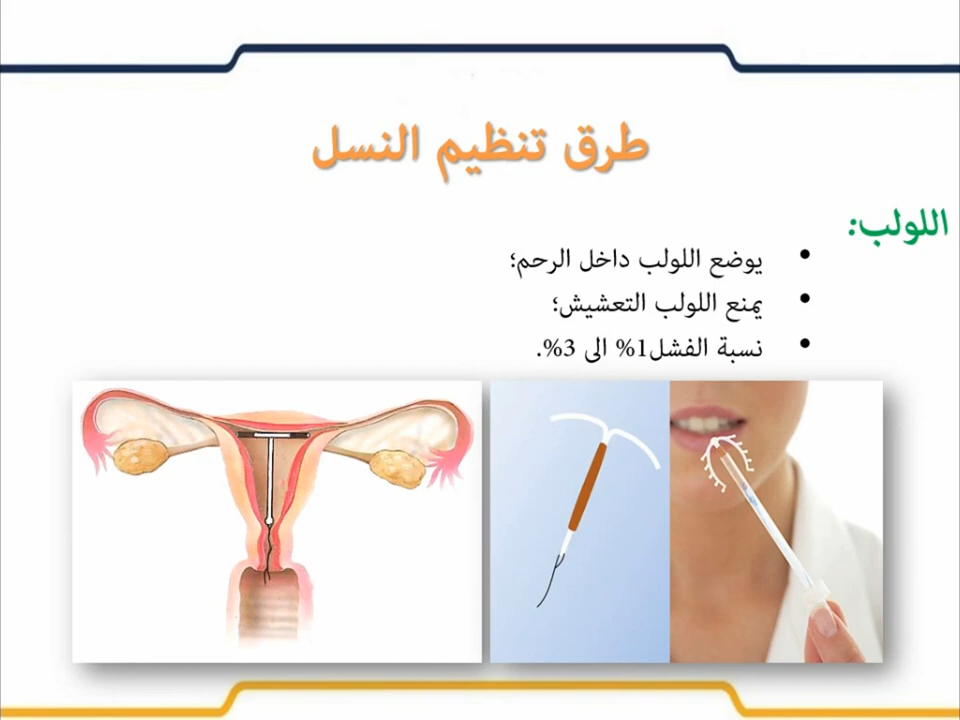 طرق تنظيم النسل
اللولب:
• يوضع اللولب داخل الرحم؛
• يمنع اللولب التعشيش؛
• نسبة الفشل1% الى 3%.